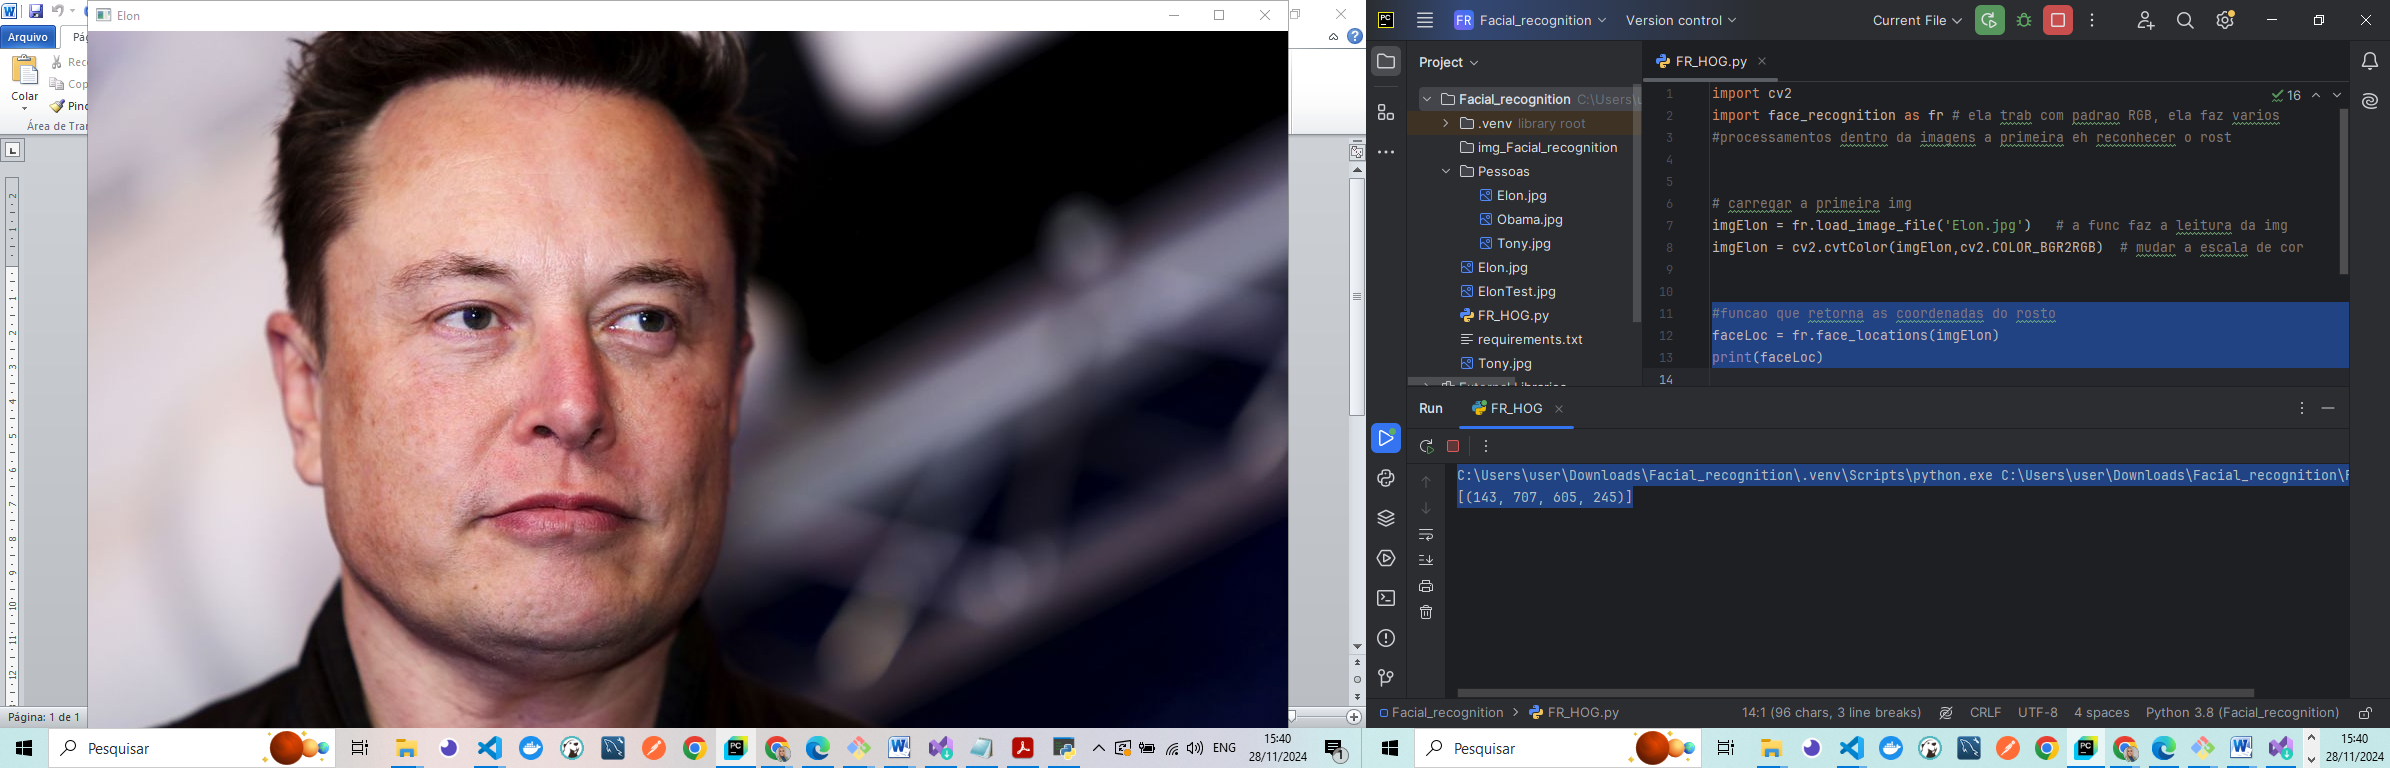 Elon
Arquivo
Pág
Colar
Reco
Cop
Pinc
Área de Tran
Página: 1 de 1
Pesquisar
ENG
15:40
28/11/2024
1
FR Facial_recognition
Version control
Current File
Project
FR_HOG.py
Facial_recognition C:\Users\u
.venv library root
img_Facial_recognition
Pessoas
Elon.jpg
Obama.jpg
Tony.jpg
Elon.jpg
ElonTest.jpg
FR_HOG.py
requirements.txt
Tony.jpg
External Libraries
16
1 import cv2
2 import face_recognition as fr # ela trab com padrao RGB, ela faz varios
3 #processamentos dentro da imagens a primeira eh reconhecer o rost
4
5
6 # carregar a primeira img
7 imgElon = fr.load_image_file('Elon.jpg')   # a func faz a leitura da img
8 imgElon = cv2.cvtColor(imgElon,cv2.COLOR_BGR2RGB)  # mudar a escala de cor
9
10
11 #funcao que retorna as coordenadas do rosto
12 faceLoc = fr.face_locations(imgElon)
13 print(faceLoc)
14
Run
FR_HOG
C:\Users\user\Downloads\Facial_recognition\.venv\Scripts\python.exe C:\Users\user\Downloads\Facial_recognition\F
[(143, 707, 605, 245)]
Facial_recognition > FR_HOG.py
14:1 (96 chars, 3 line breaks)
CRLF
UTF-8
4 spaces
Python 3.8 (Facial_recognition)
Pesquisar
15:40
28/11/2024